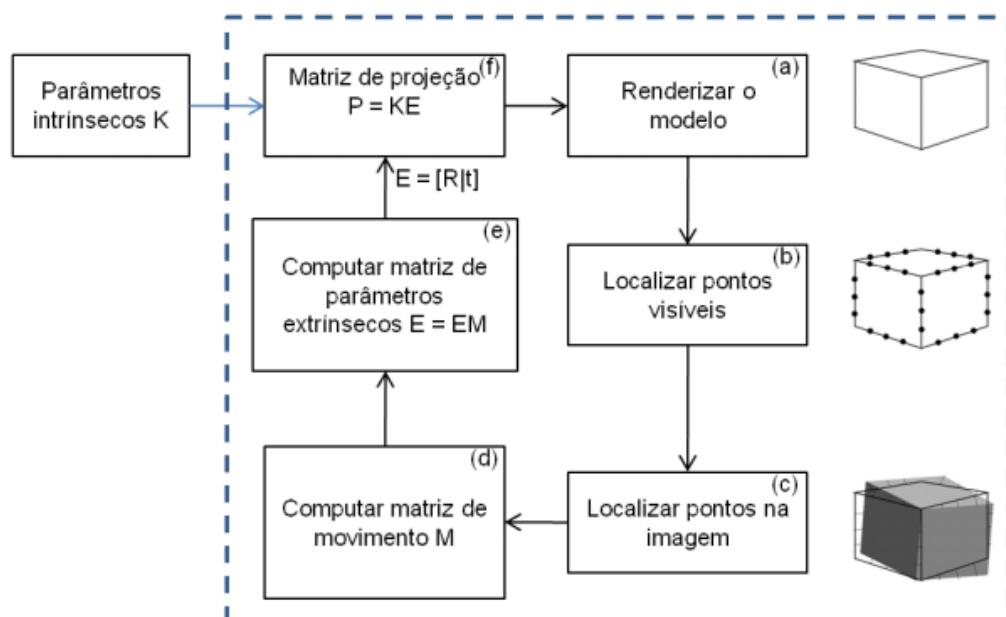 Parâmetros
intrínsecos K
Matriz de projeção
P = KE
(f)
Renderizar o
modelo
(a)
E = [R|t]
Computar matriz de
parâmetros
extrínsecos E = EM
(e)
Localizar pontos
visíveis
(b)
Computar matriz de
movimento M
(d)
Localizar pontos na
imagem
(c)